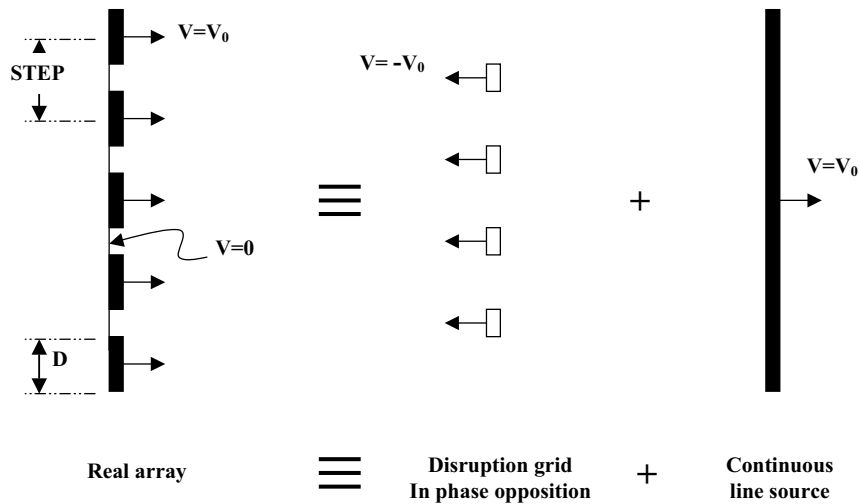 V=V0
STEP
V= -V0
V=V0
V=0
D
≡
+
Real array
≡
Disruption grid
In phase opposition
+
Continuous
line source